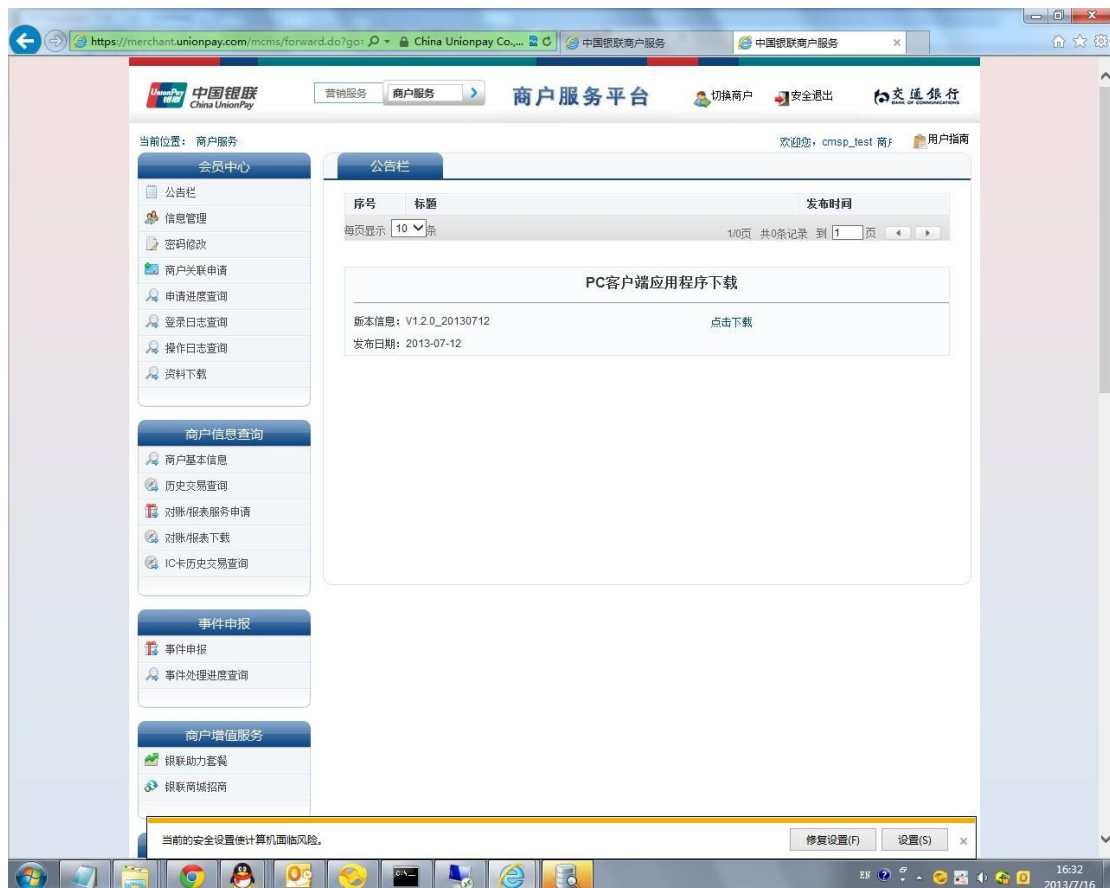 https://merchant.unionpay.com/mcms/forward.do?go=
China Unionpay Co.,...
中国银联商户服务
中国银联商户服务
UnionPay 银联
中国银联
China UnionPay
营销服务
商户服务
商户服务平台
切换商户
安全退出
交通銀行
BANK OF COMMUNICATIONS
当前位置： 商户服务
欢迎您，cmsp_test 商户
用户指南
会员中心
公告栏
信息管理
密码修改
商户关联申请
申请进度查询
登录日志查询
操作日志查询
资料下载
商户信息查询
商户基本信息
历史交易查询
对账/报表服务申请
对账/报表下载
IC卡历史交易查询
事件申报
事件申报
事件处理进度查询
商户增值服务
银联助力套餐
银联商城招商
公告栏
序号 标题 发布时间
每页显示 10 条 1/0页 共0条记录 到 1 页
PC客户端应用程序下载
版本信息：V1.2.0_20130712 点击下载
发布日期：2013-07-12
当前的安全设置使计算机面临风险。
修复设置(F)
设置(S)
EN
16:32
2013/7/16